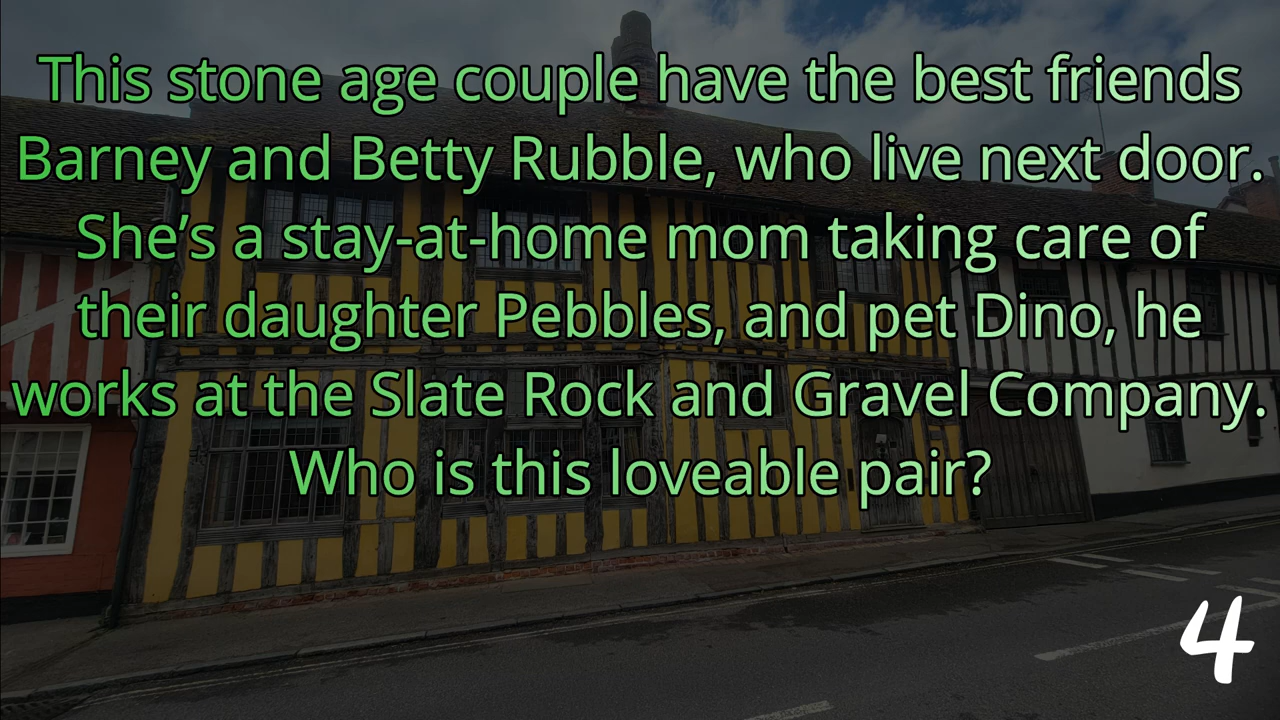 This stone age couple have the best friends
Barney and Betty Rubble, who live next door.
She’s a stay-at-home mom taking care of
their daughter Pebbles, and pet Dino, he
works at the Slate Rock and Gravel Company.
Who is this loveable pair?
4